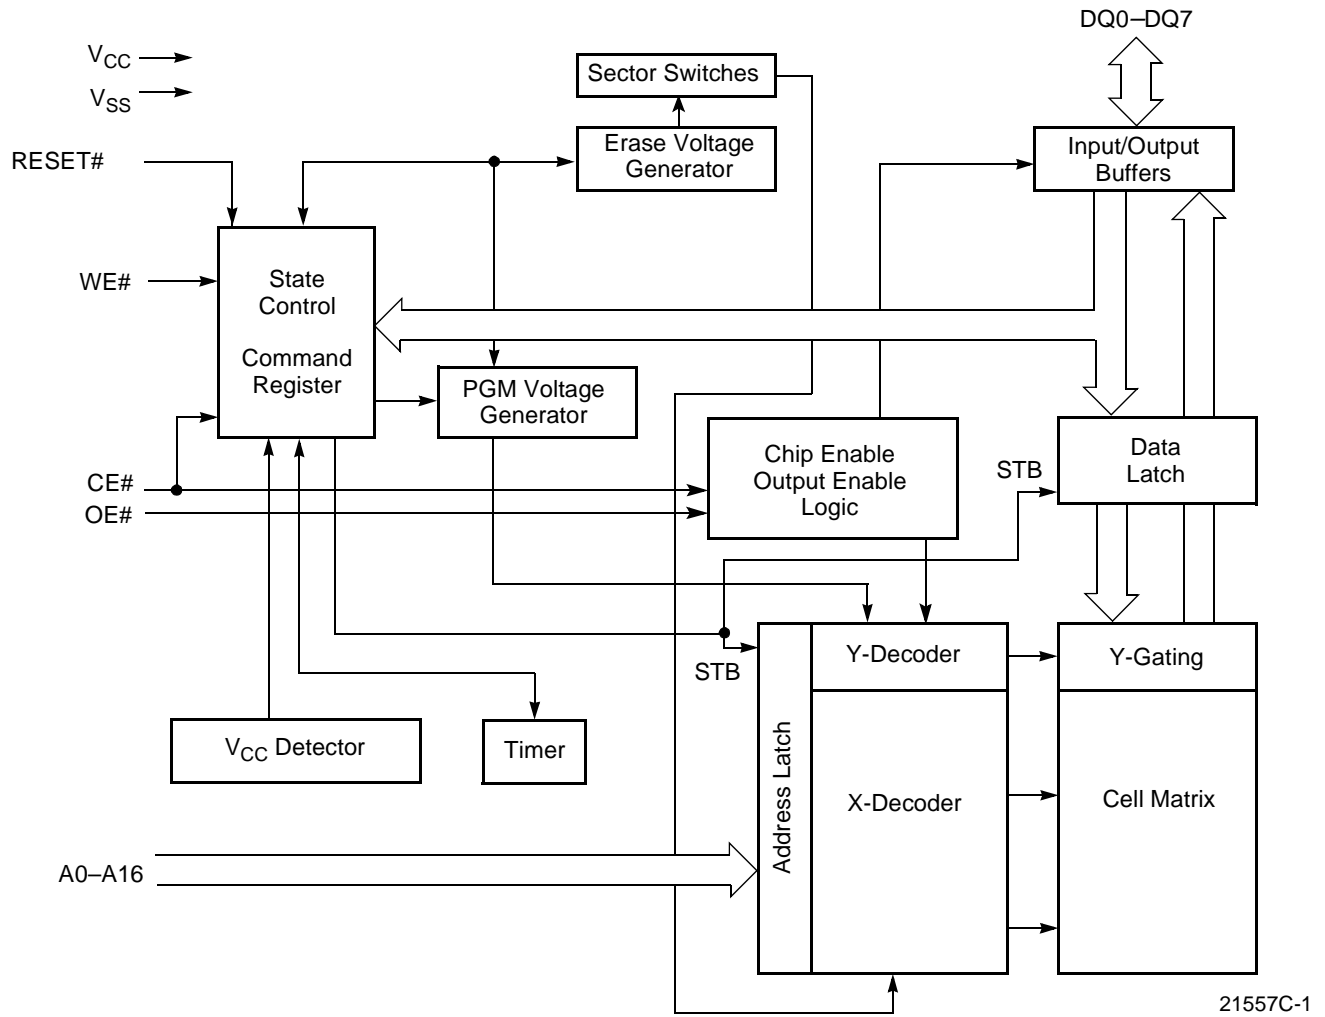 DQ0–DQ7
VCC
VSS
Sector Switches
Erase Voltage
Generator
Input/Output
Buffers
RESET#
WE#
State
Control
Command
Register
PGM Voltage
Generator
Chip Enable
Output Enable
Logic
Data
Latch
STB
CE#
OE#
STB
Y-Decoder
Y-Gating
VCC Detector
Timer
Address Latch
X-Decoder
Cell Matrix
A0–A16
21557C-1